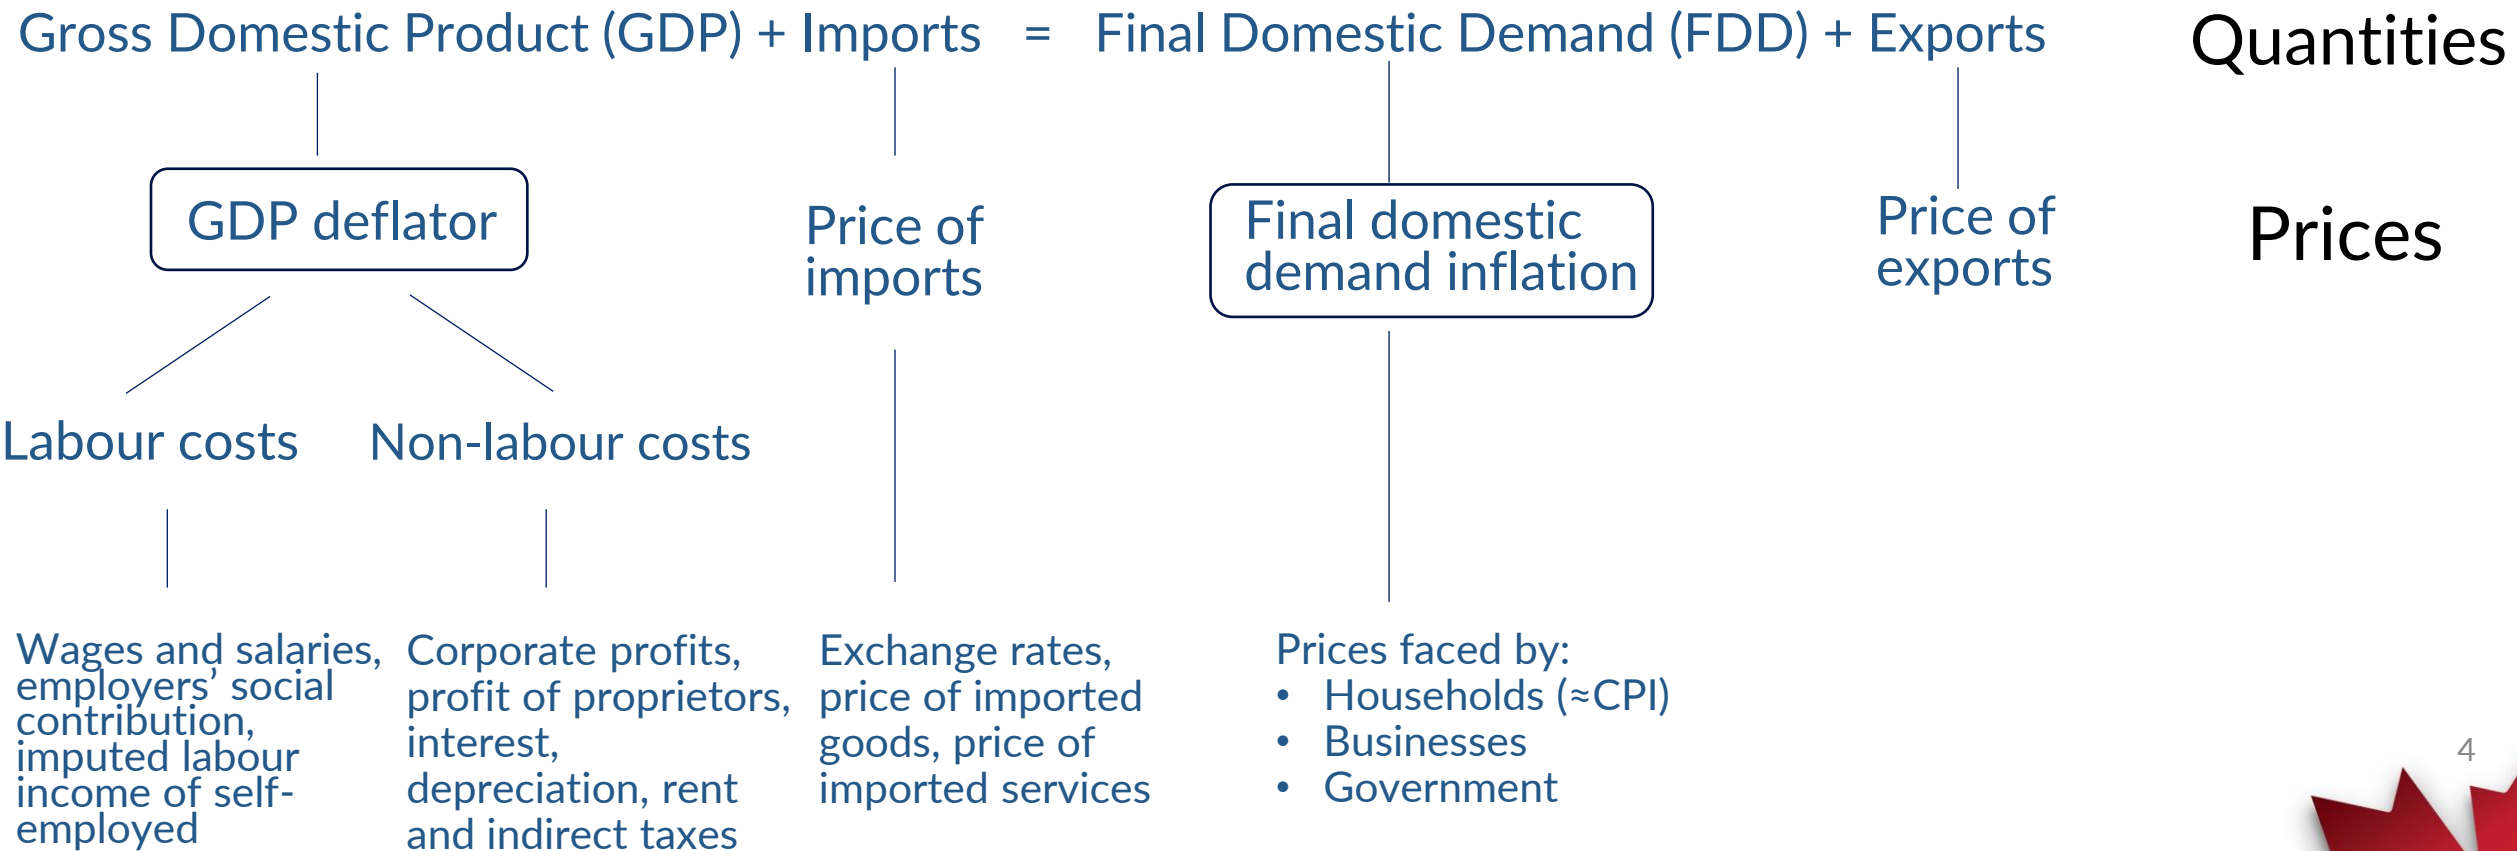 Gross Domestic Product (GDP) + Imports = Final Domestic Demand (FDD) + Exports
Quantities
GDP deflator
Price of
imports
Final domestic
demand inflation
Price of
exports
Prices
Labour costs
Non-labour costs
Wages and salaries,
employers’ social
contribution,
imputed labour
income of self-
employed
Corporate profits,
profit of proprietors,
interest,
depreciation, rent
and indirect taxes
Exchange rates,
price of imported
goods, price of
imported services
Prices faced by:
• Households (≈CPI)
• Businesses
• Government
4